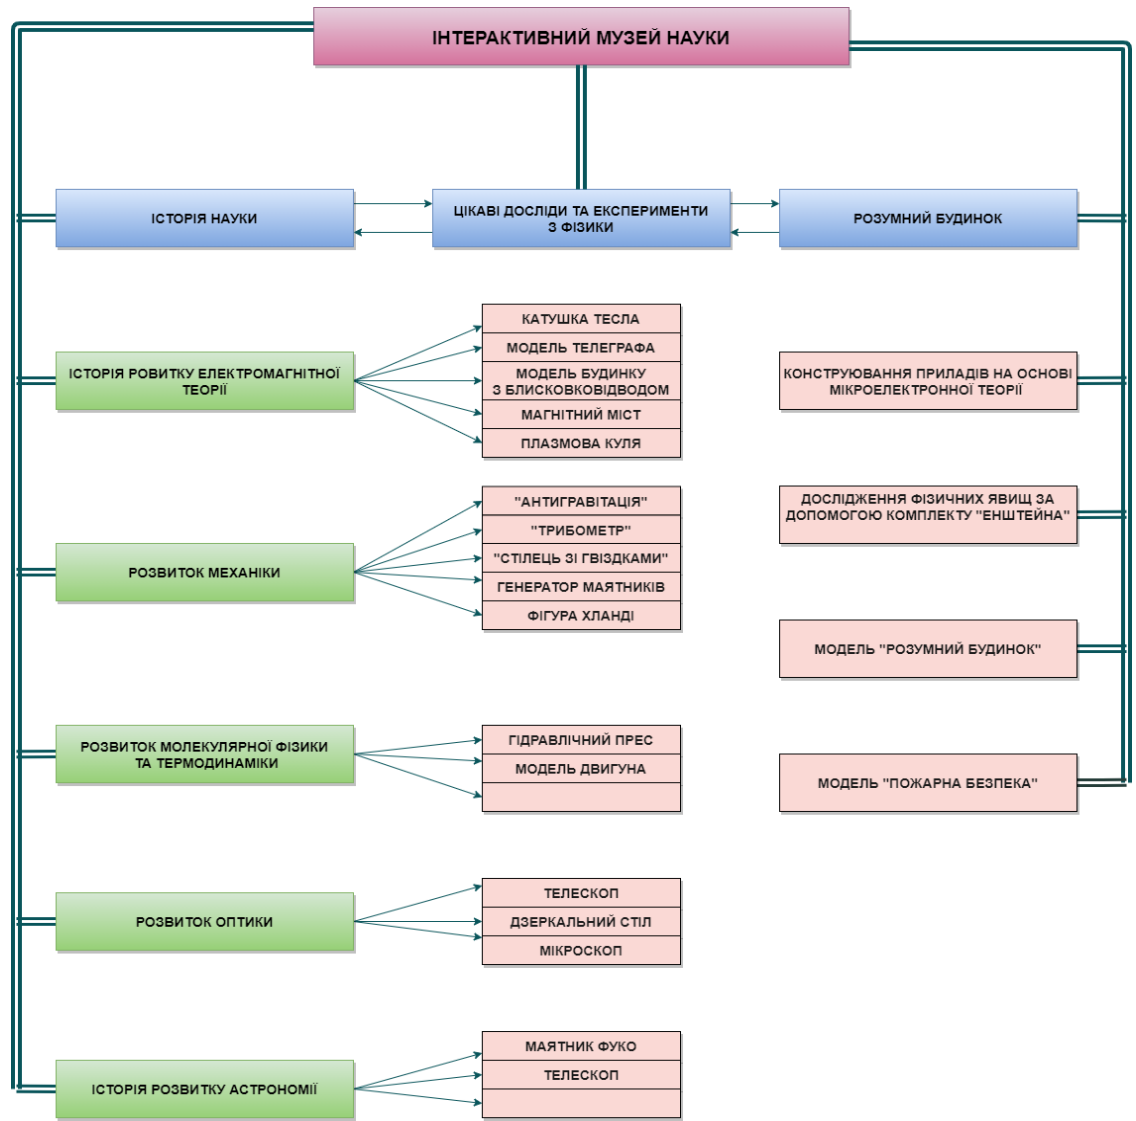 ІНТЕРАКТИВНИЙ МУЗЕЙ НАУКИ
ІСТОРІЯ НАУКИ
ЦІКАВІ ДОСЛІДИ ТА ЕКСПЕРИМЕНТИ
З ФІЗИКИ
РОЗУМНИЙ БУДИНОК
ІСТОРІЯ РОВИТКУ ЕЛЕКТРОМАГНІТНОЇ
ТЕОРІЇ
КАТУШКА ТЕСЛА
МОДЕЛЬ ТЕЛЕГРАФА
МОДЕЛЬ БУДИНКУ
З БЛИСКОВКОВІДВОДОМ
МАГНІТНИЙ МІСТ
ПЛАЗМОВА КУЛЯ
КОНСТРУЮВАННЯ ПРИЛАДІВ НА ОСНОВІ
МІКРОЕЛЕКТРОННОЇ ТЕОРІЇ
РОЗВИТОК МЕХАНІКИ
"АНТИГРАВІТАЦІЯ"
"ТРИБОМЕТР"
"СТІЛЕЦЬ ЗІ ГВІЗДКАМИ"
ГЕНЕРАТОР МАЯТНИКІВ
ФІГУРА ХЛАНДІ
ДОСЛІДЖЕННЯ ФІЗИЧНИХ ЯВИЩ ЗА
ДОПОМОГОЮ КОМПЛЕКТУ "ЕНШТЕЙНА"
МОДЕЛЬ "РОЗУМНИЙ БУДИНОК"
РОЗВИТОК МОЛЕКУЛЯРНОЇ ФІЗИКИ
ТА ТЕРМОДИНАМІКИ
ГІДРАВЛІЧНИЙ ПРЕС
МОДЕЛЬ ДВИГУНА
МОДЕЛЬ "ПОЖАРНА БЕЗПЕКА"
РОЗВИТОК ОПТИКИ
ТЕЛЕСКОП
ДЗЕРКАЛЬНИЙ СТІЛ
МІКРОСКОП
ІСТОРІЯ РОЗВИТКУ АСТРОНОМІЇ
МАЯТНИК ФУКО
ТЕЛЕСКОП